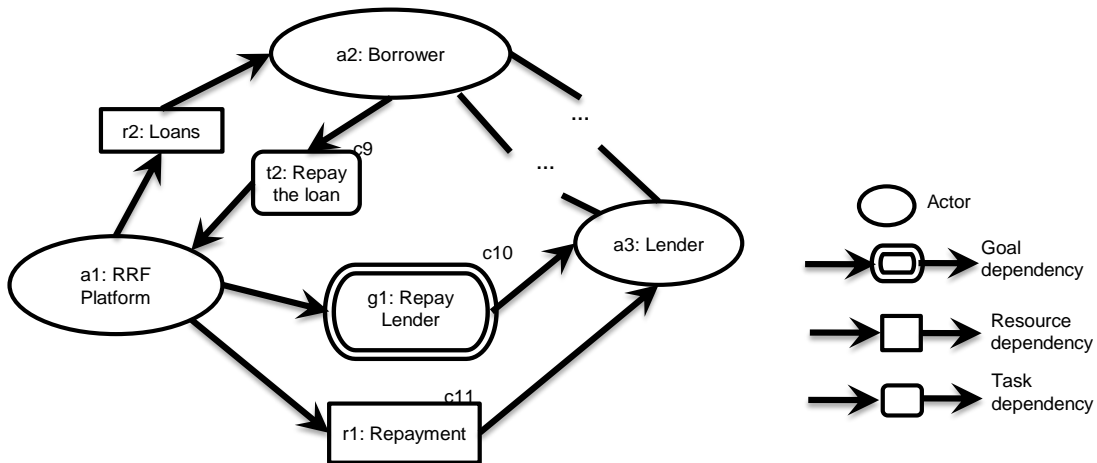 a2: Borrower
...
r2: Loans
c9
...
t2: Repay
the loan
Actor
a3: Lender
c10
Goal
dependency
a1: RRF
Platform
g1: Repay
Lender
Resource
dependency
c11
Task
dependency
r1: Repayment